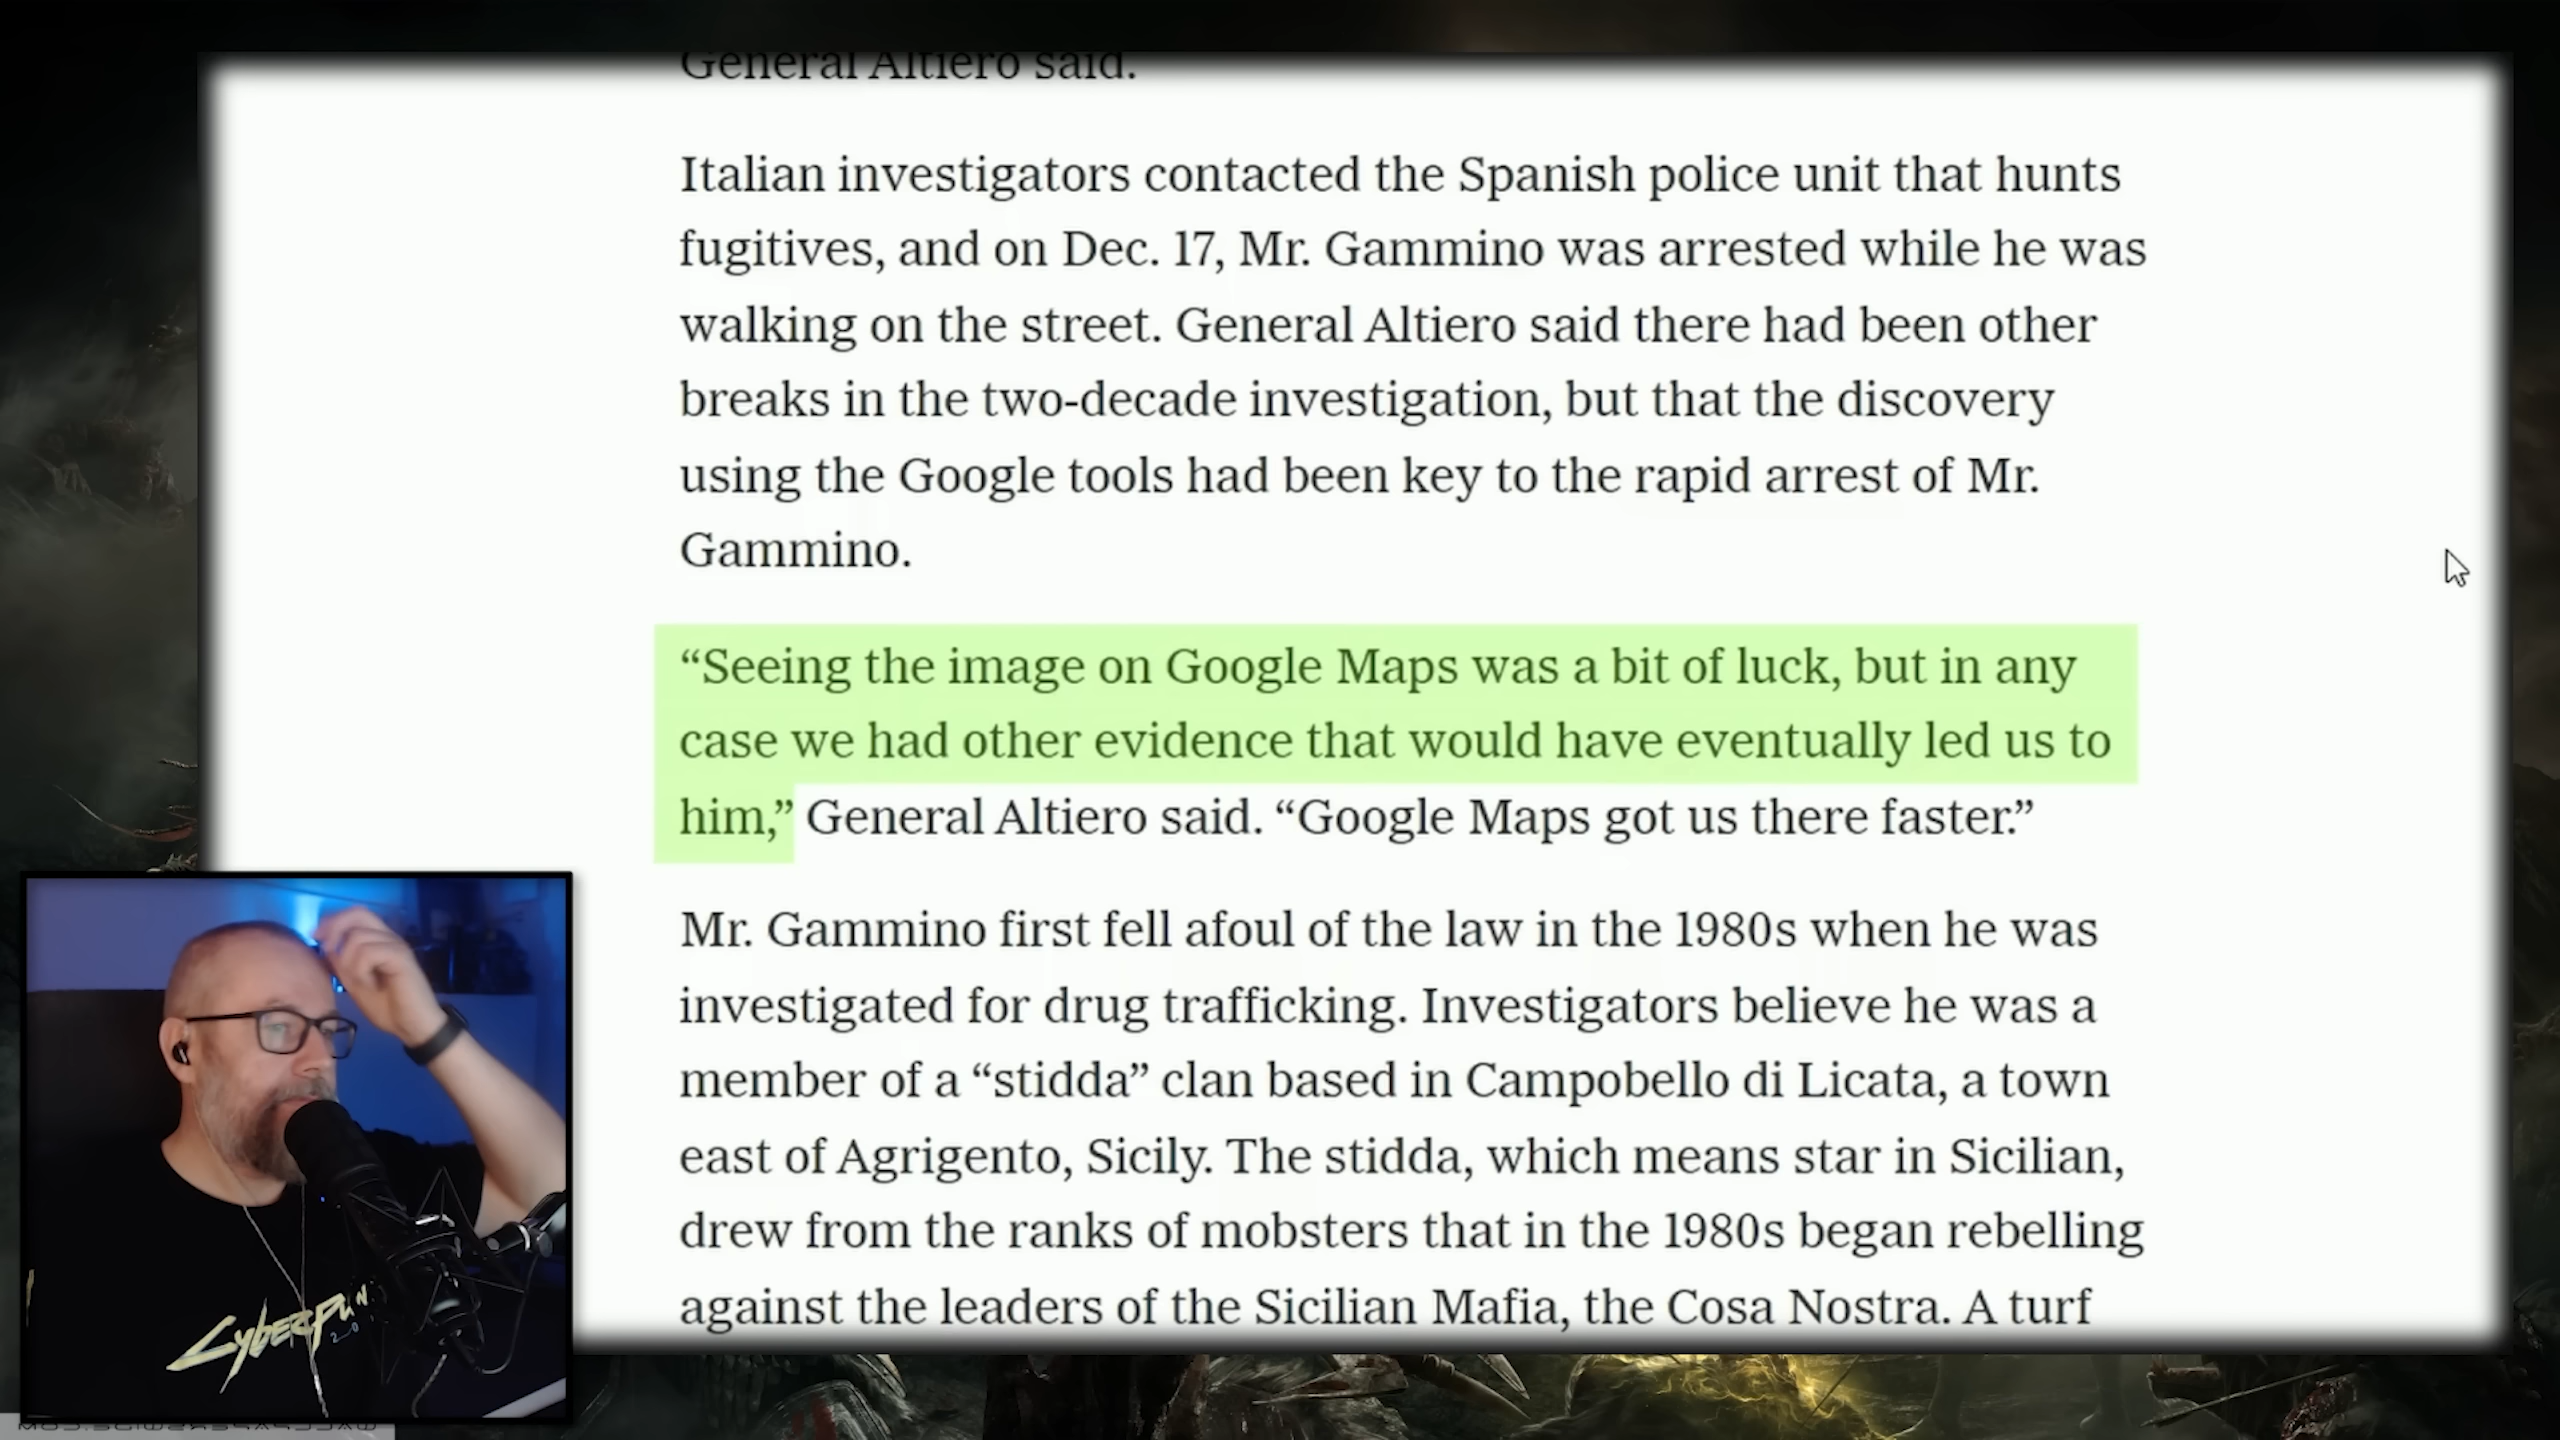 General Altiero said.
Italian investigators contacted the Spanish police unit that hunts
fugitives, and on Dec. 17, Mr. Gammino was arrested while he was
walking on the street. General Altiero said there had been other
breaks in the two-decade investigation, but that the discovery
using the Google tools had been key to the rapid arrest of Mr.
Gammino.
“Seeing the image on Google Maps was a bit of luck, but in any
case we had other evidence that would have eventually led us to
him,” General Altiero said. “Google Maps got us there faster.”
Mr. Gammino first fell afoul of the law in the 1980s when he was
investigated for drug trafficking. Investigators believe he was a
member of a “stidda” clan based in Campobello di Licata, a town
east of Agrigento, Sicily. The stidda, which means star in Sicilian,
drew from the ranks of mobsters that in the 1980s began rebelling
against the leaders of the Sicilian Mafia, the Cosa Nostra. A turf